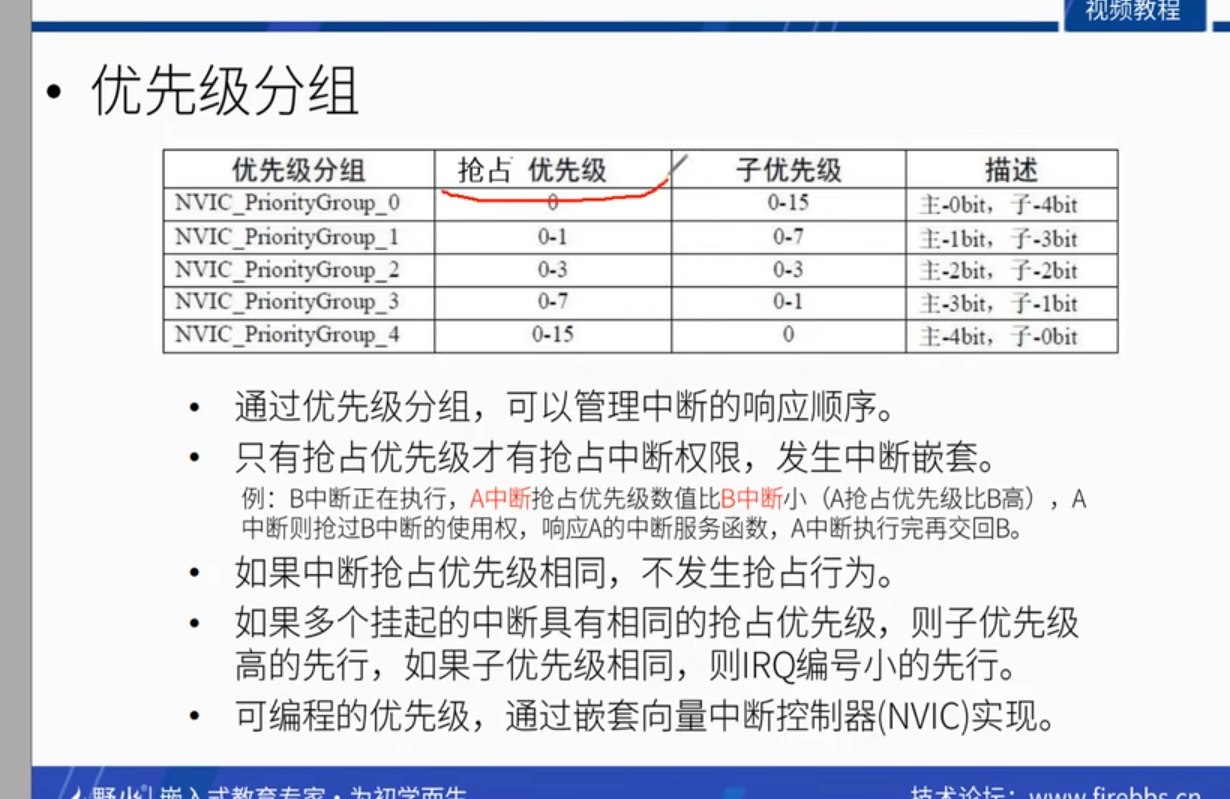 视频教程
• 优先级分组
优先级分组 抢占 优先级 子优先级 描述
NVIC_PriorityGroup_0 0 0-15 主-0bit，子-4bit
NVIC_PriorityGroup_1 0-1 0-7 主-1bit，子-3bit
NVIC_PriorityGroup_2 0-3 0-3 主-2bit，子-2bit
NVIC_PriorityGroup_3 0-7 0-1 主-3bit，子-1bit
NVIC_PriorityGroup_4 0-15 0 主-4bit，子-0bit
• 通过优先级分组，可以管理中断的响应顺序。
• 只有抢占优先级才有抢占中断权限，发生中断嵌套。
例：B中断正在执行，A中断抢占优先级数值比B中断小（A抢占优先级比B高），A
中断则抢过B中断的使用权，响应A的中断服务函数，A中断执行完再交回B。
• 如果中断抢占优先级相同，不发生抢占行为。
• 如果多个挂起的中断具有相同的抢占优先级，则子优先级
高的先行，如果子优先级相同，则IRQ编号小的先行。
• 可编程的优先级，通过嵌套向量中断控制器(NVIC)实现。
野火|嵌入式教育专家·为初学而生 技术论坛：www.firebbs.cn